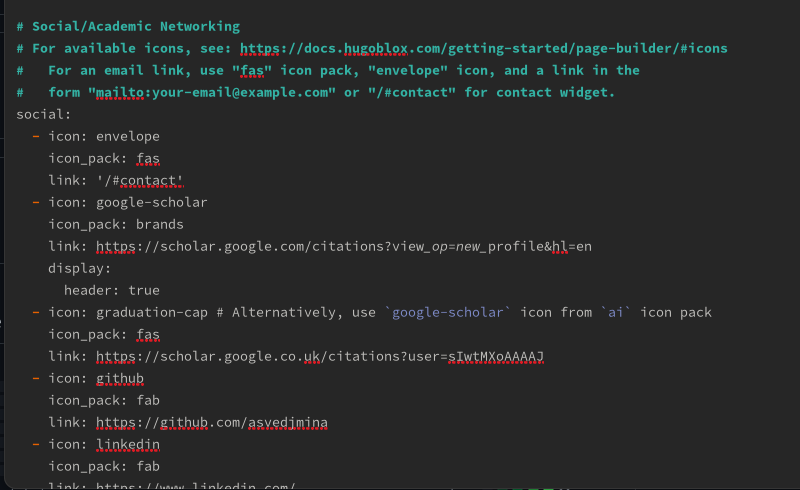 # Social/Academic Networking
# For available icons, see: https://docs.hugoblox.com/getting-started/page-builder/#icons
#   For an email link, use "fas" icon pack, "envelope" icon, and a link in the
#   form "mailto:your-email@example.com" or "/#contact" for contact widget.
social:
  - icon: envelope
    icon_pack: fas
    link: '/#contact'
  - icon: google-scholar
    icon_pack: brands
    link: https://scholar.google.com/citations?view_op=new_profile&hl=en
    display:
      header: true
  - icon: graduation-cap # Alternatively, use `google-scholar` icon from `ai` icon pack
    icon_pack: fas
    link: https://scholar.google.co.uk/citations?user=sIwtMXoAAAAJ
  - icon: github
    icon_pack: fab
    link: https://github.com/asvedjmina
  - icon: linkedin
    icon_pack: fab
    link: https://www.linkedin.com/